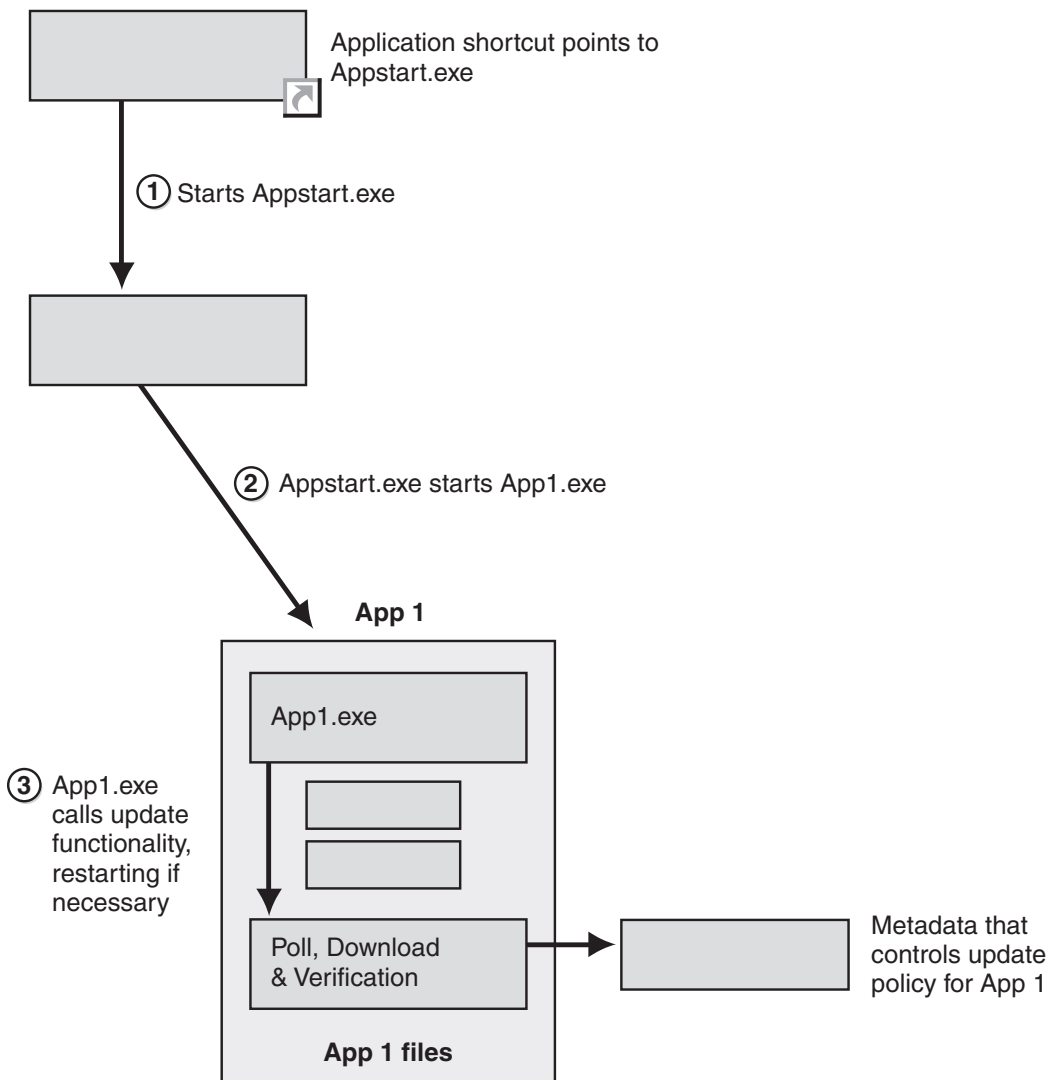 Application shortcut points to
Appstart.exe
1 Starts Appstart.exe
2 Appstart.exe starts App1.exe
App 1
App1.exe
3 App1.exe
calls update
functionality,
restarting if
necessary
Poll, Download
& Verification
Metadata that
controls update
policy for App 1
App 1 files